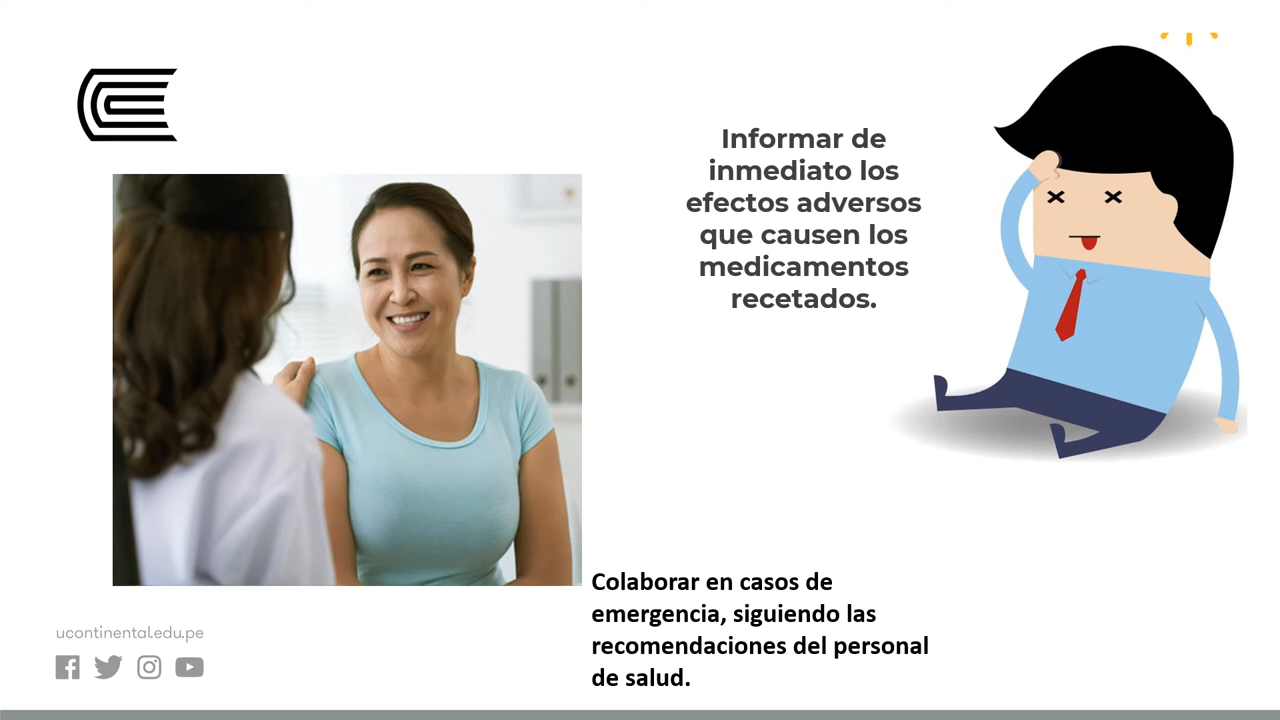 Informar de
inmediato los
efectos adversos
que causen los
medicamentos
recetados.
Colaborar en casos de
emergencia, siguiendo las
recomendaciones del personal
de salud.
ucontinental.edu.pe